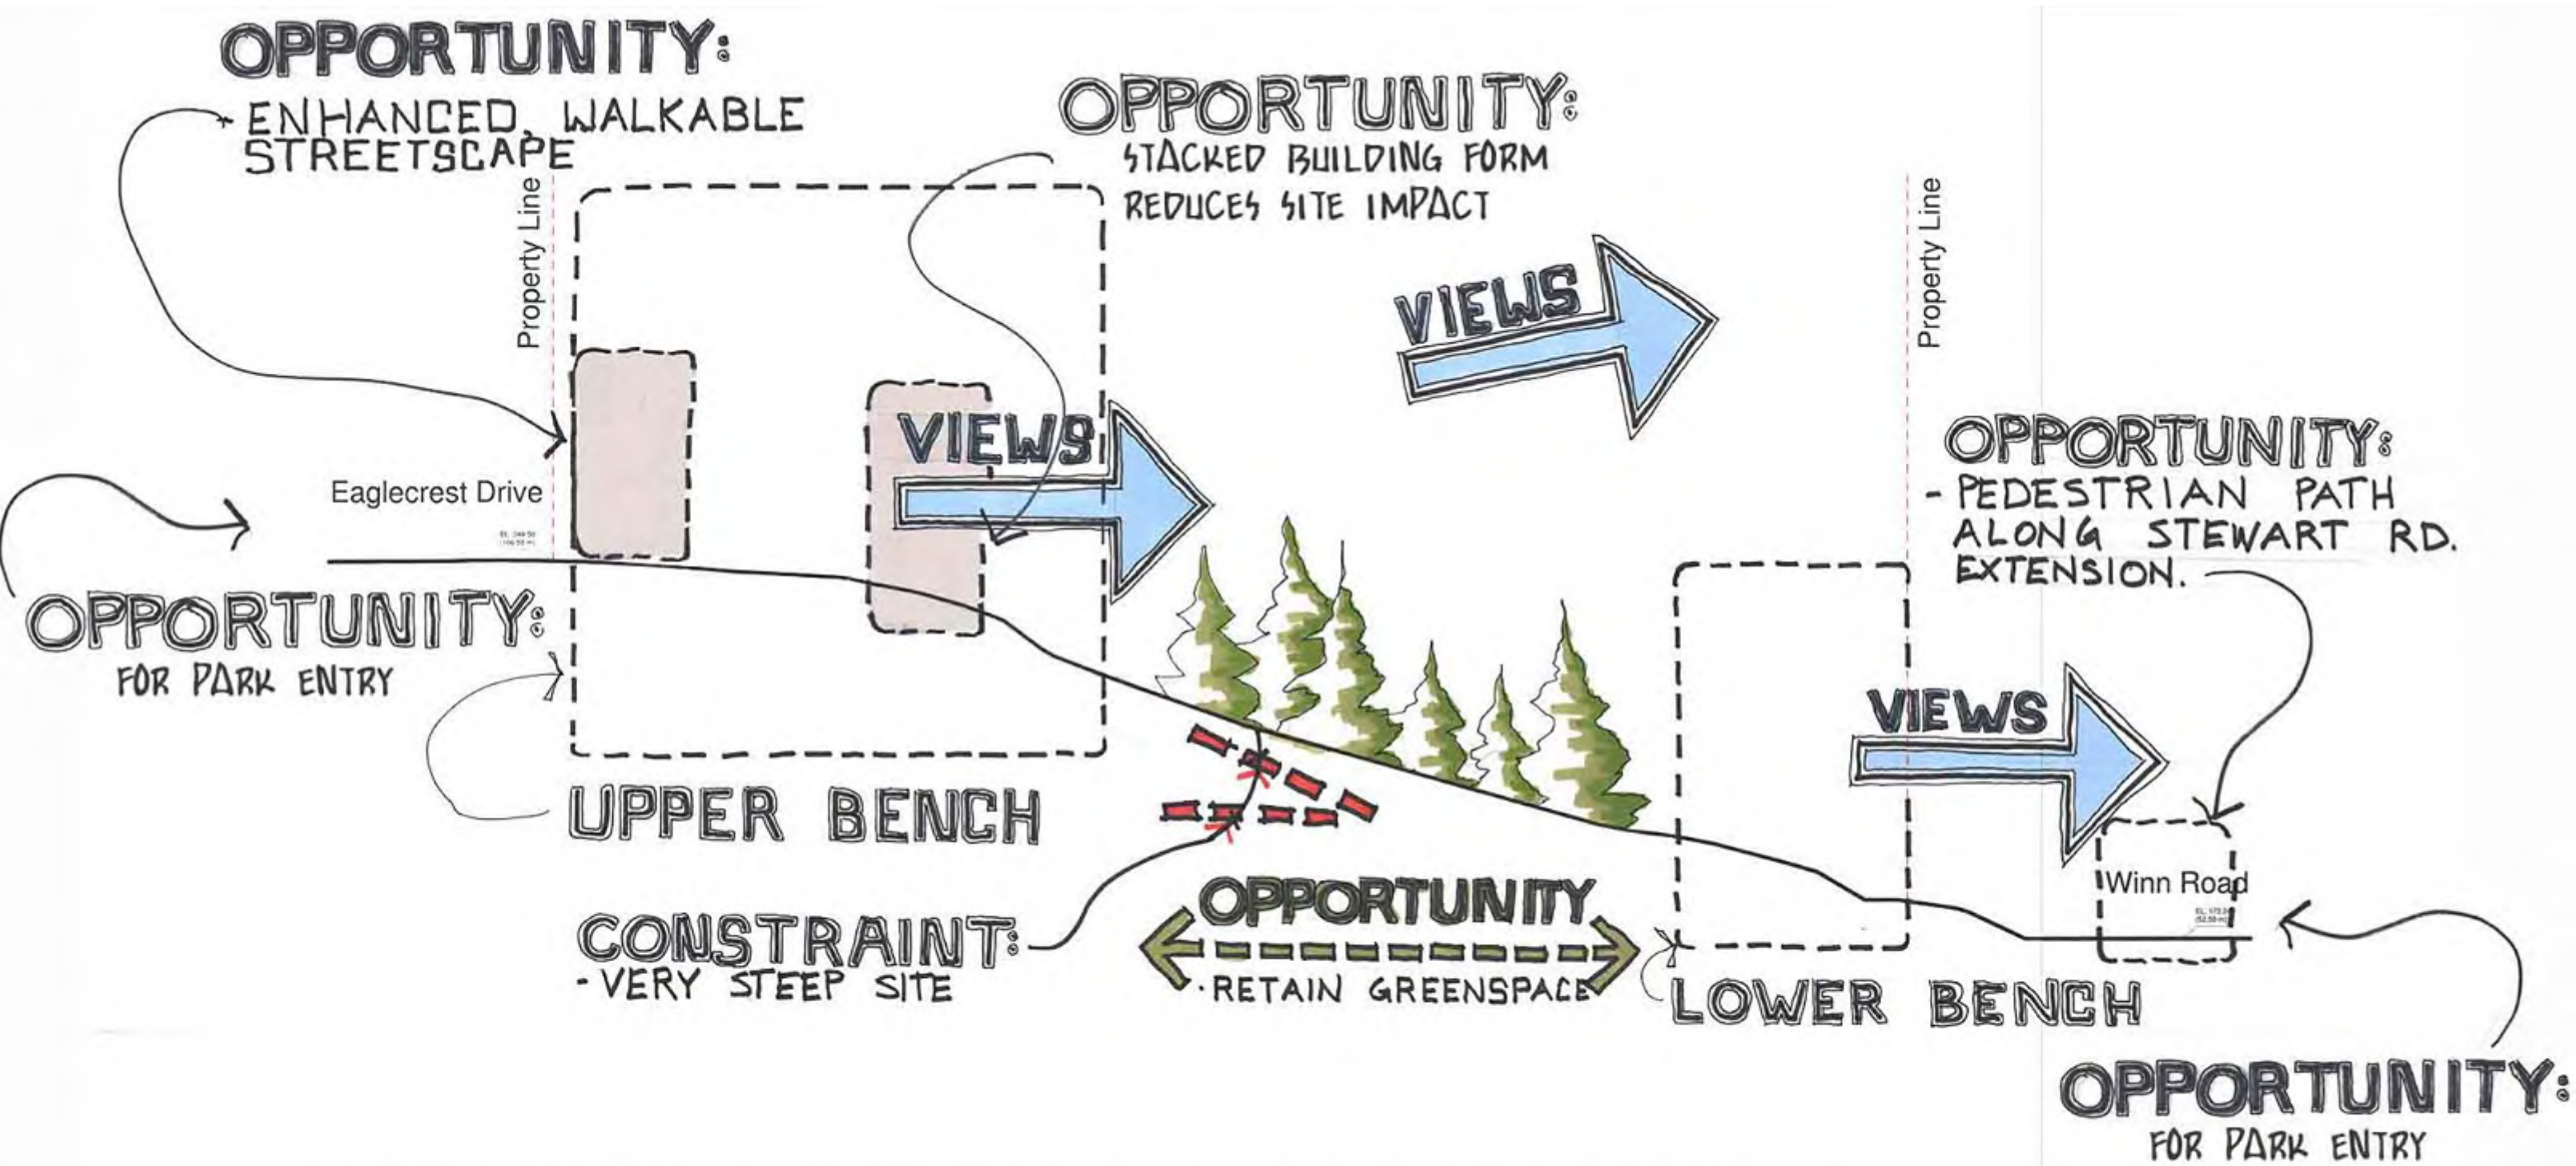 OPPORTUNITY:
- ENHANCED, WALKABLE
STREETSCAPE
OPPORTUNITY:
STACKED BUILDING FORM
REDUCES SITE IMPACT
Property Line
Property Line
VIEWS
VIEWS
Eaglecrest Drive
OPPORTUNITY:
- PEDESTRIAN PATH
ALONG STEWART RD.
EXTENSION.
OPPORTUNITY:
FOR PARK ENTRY
VIEWS
UPPER BENCH
Winn Road
CONSTRAINT:
- VERY STEEP SITE
OPPORTUNITY
· RETAIN GREENSPACE
LOWER BENCH
OPPORTUNITY:
FOR PARK ENTRY